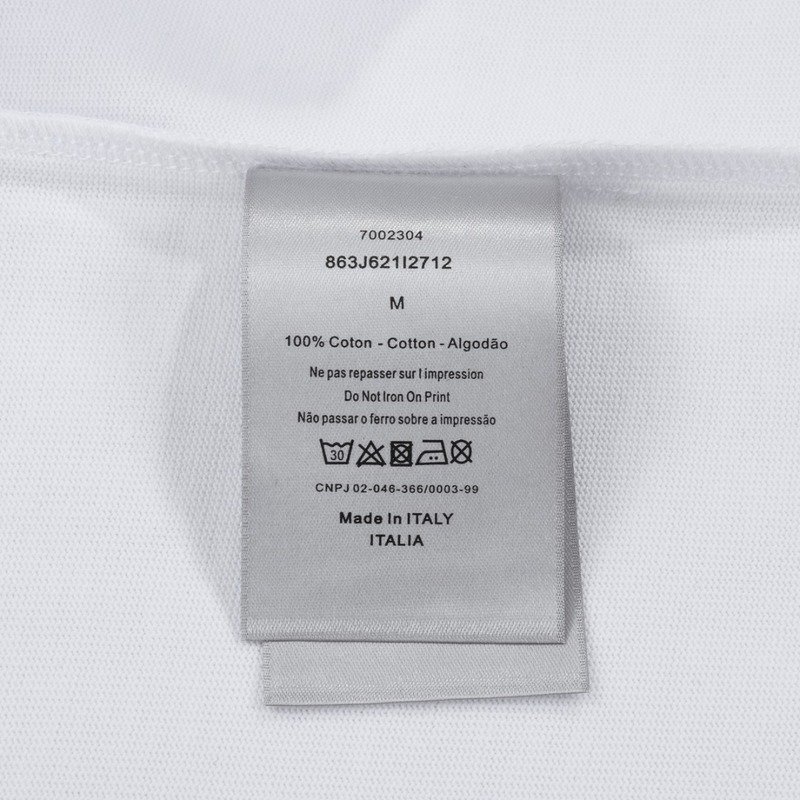 7002304
863J621I2712
M
100% Coton - Cotton - Algodão
Ne pas repasser sur l impression
Do Not Iron On Print
Não passar o ferro sobre a impressão
30
CNPJ 02-046-366/0003-99
Made In ITALY
ITALIA